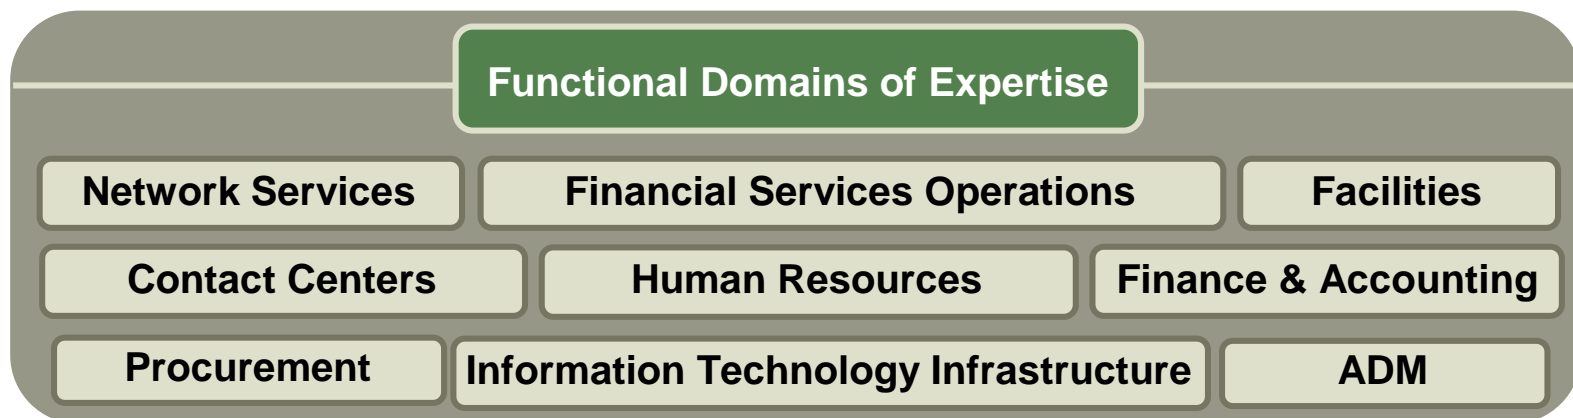 Functional Domains of Expertise
Network Services
Financial Services Operations
Facilities
Contact Centers
Human Resources
Finance & Accounting
Procurement
Information Technology Infrastructure
ADM